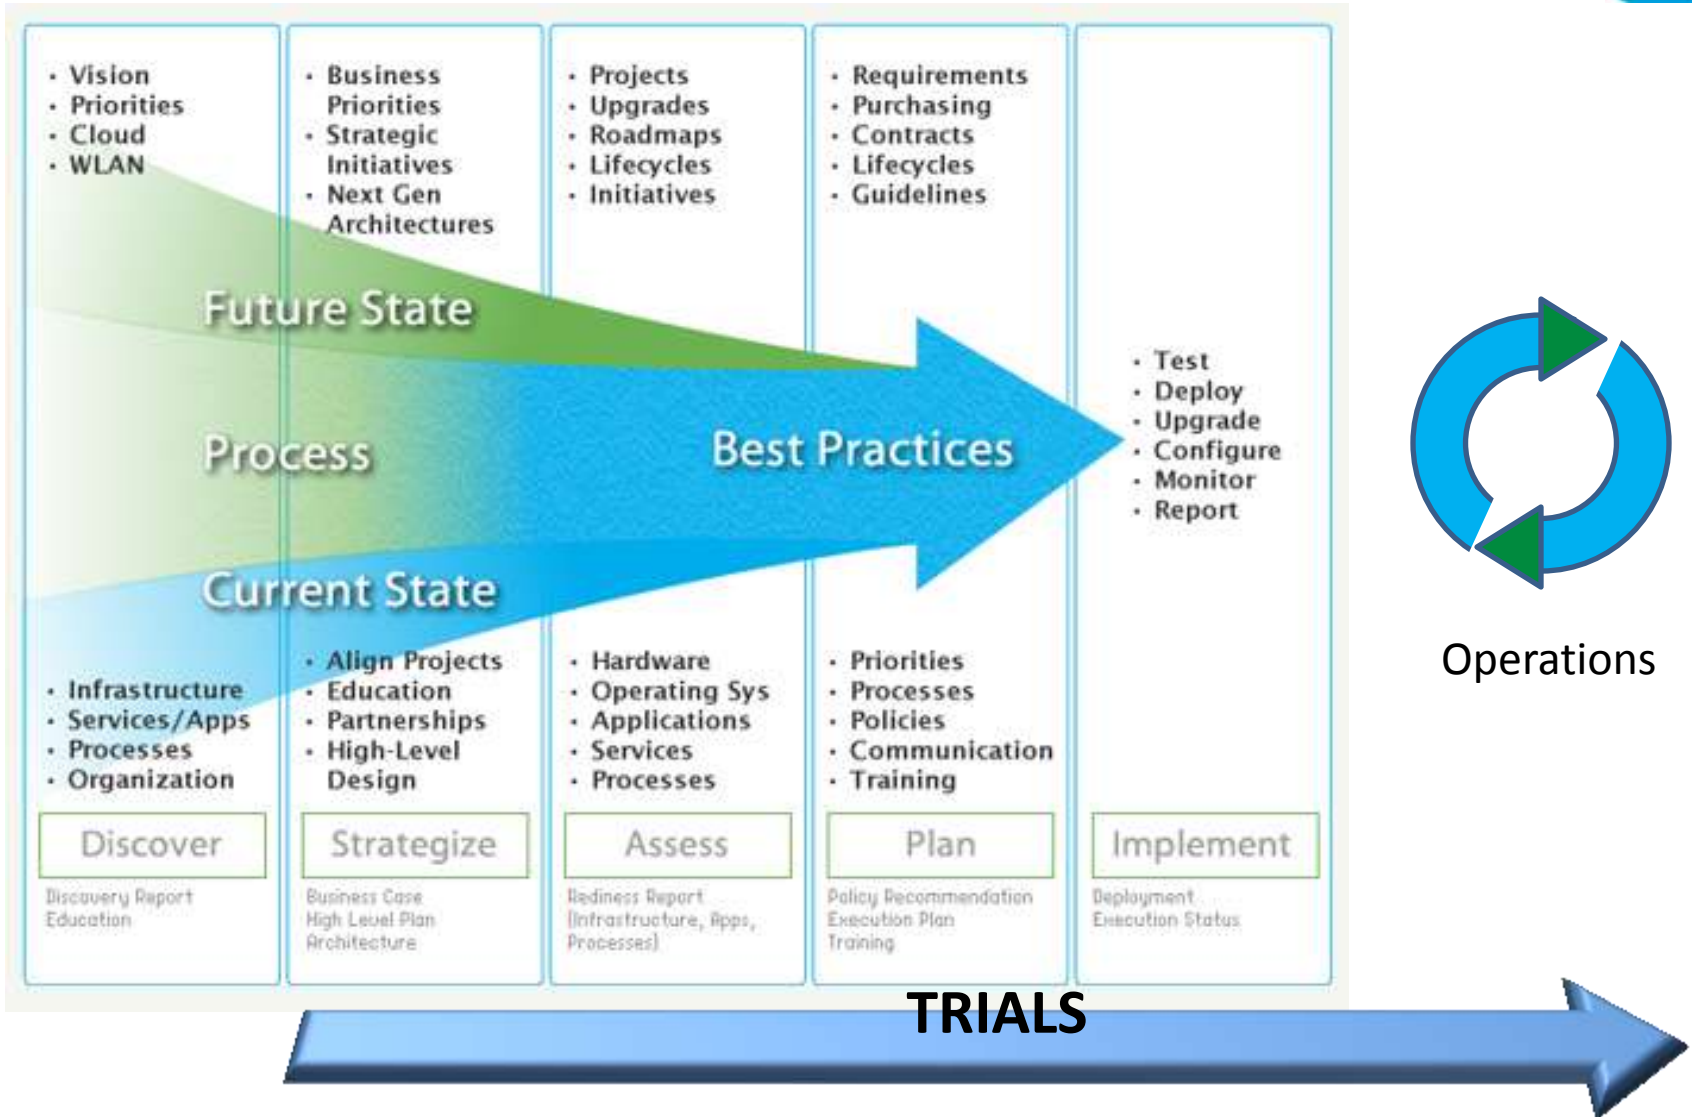 • Vision
• Priorities
• Cloud
• WLAN
• Business
Priorities
• Strategic
Initiatives
• Next Gen
Architectures
• Projects
• Upgrades
• Roadmaps
• Lifecycles
• Initiatives
• Requirements
• Purchasing
• Contracts
• Lifecycles
• Guidelines
Future State
Process
Best Practices
Current State
• Test
• Deploy
• Upgrade
• Configure
• Monitor
• Report
Operations
• Infrastructure
• Services/Apps
• Processes
• Organization
• Align Projects
• Education
• Partnerships
• High-Level
Design
• Hardware
• Operating Sys
• Applications
• Services
• Processes
• Priorities
• Processes
• Policies
• Communication
• Training
Discover
Discovery Report
Education
Strategize
Business Case
High Level Plan
Architecture
Assess
Rediness Report
(Infrastructure, Apps,
Processes)
Plan
Policy Recommendation
Execution Plan
Training
Implement
Deployment
Execution Status
TRIALS